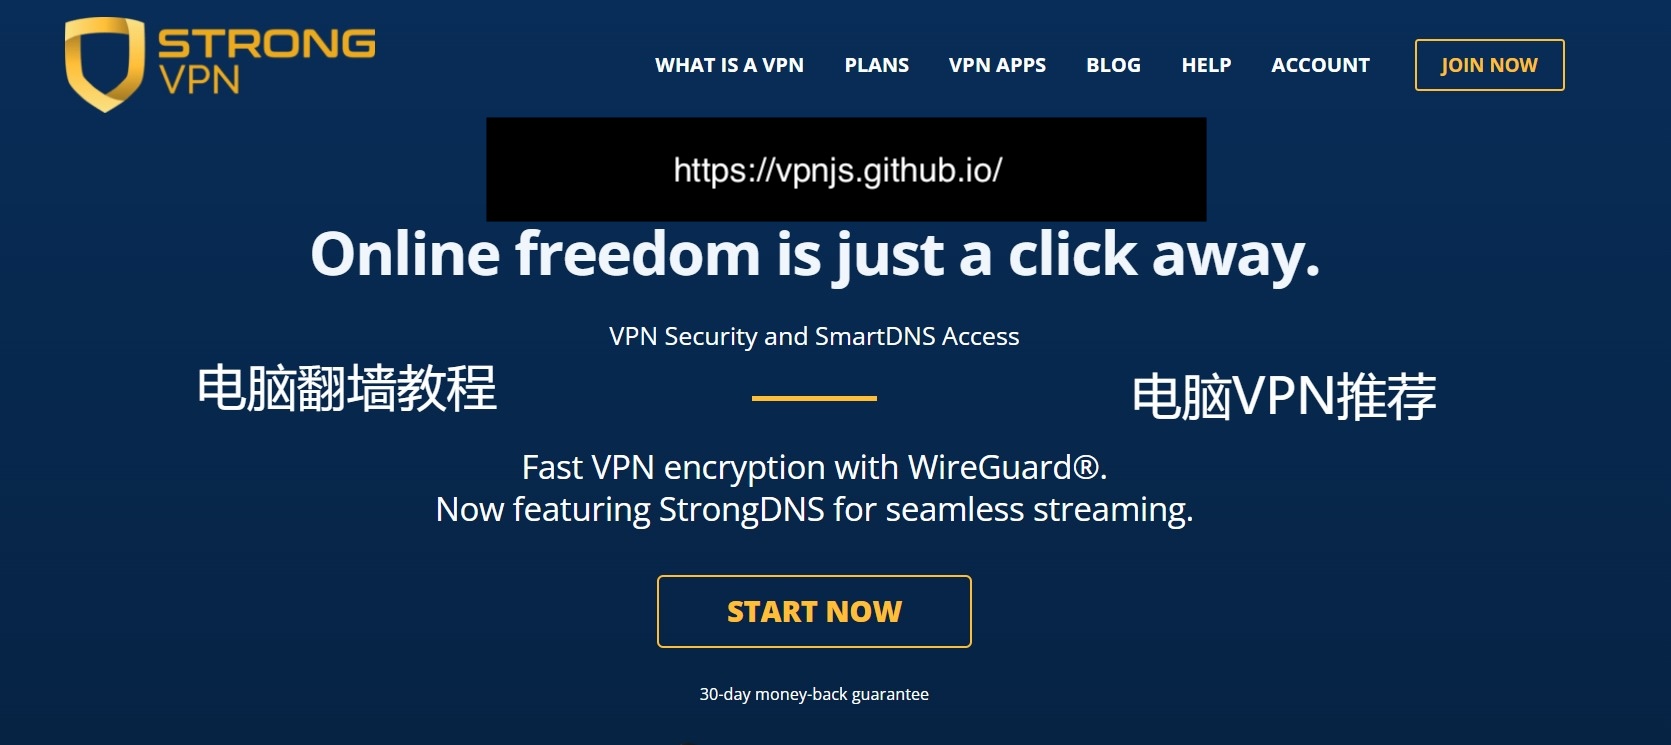 STRONG
VPN
WHAT IS A VPN PLANS VPN APPS BLOG HELP ACCOUNT JOIN NOW
https://vpnjs.github.io/
Online freedom is just a click away.
VPN Security and SmartDNS Access
电脑翻墙教程
电脑VPN推荐
Fast VPN encryption with WireGuard®.
Now featuring StrongDNS for seamless streaming.
START NOW
30-day money-back guarantee